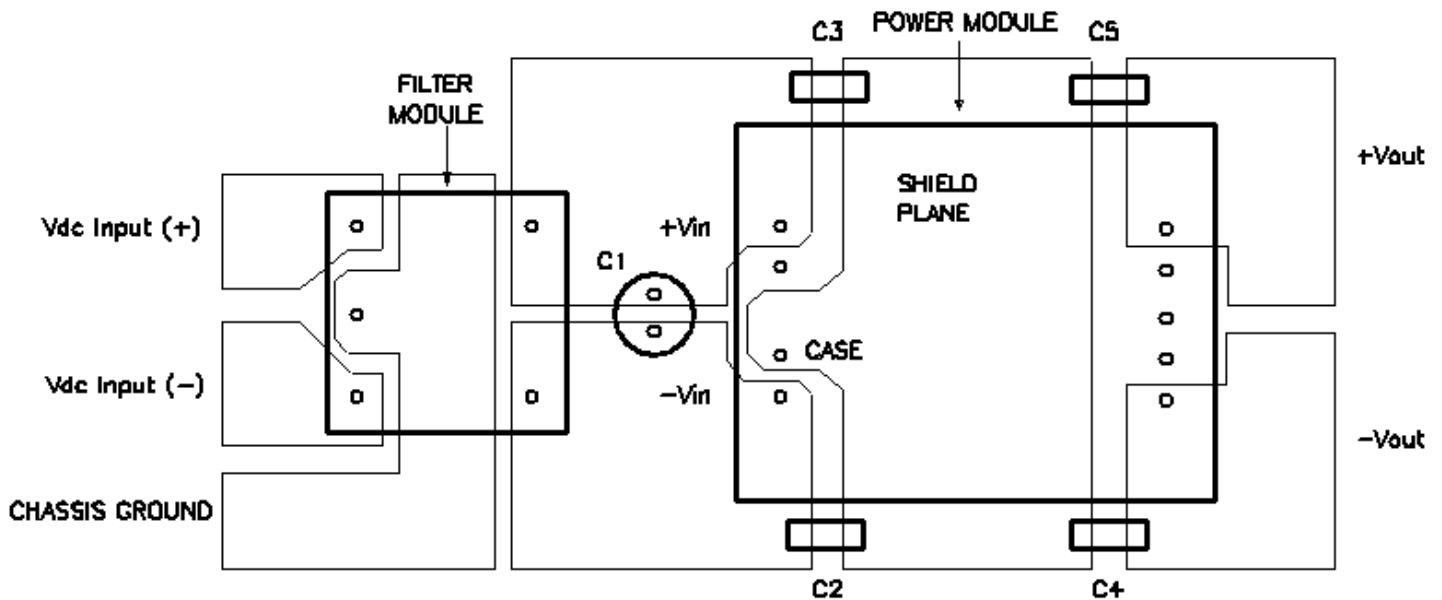 POWER MODULE
C3
C5
FILTER
MODULE
+Vout
SHIELD
PLANE
Vdc Input (+)
+Vin
C1
CASE
Vdc Input (-)
-Vin
-Vout
CHASSIS GROUND
C2
C4